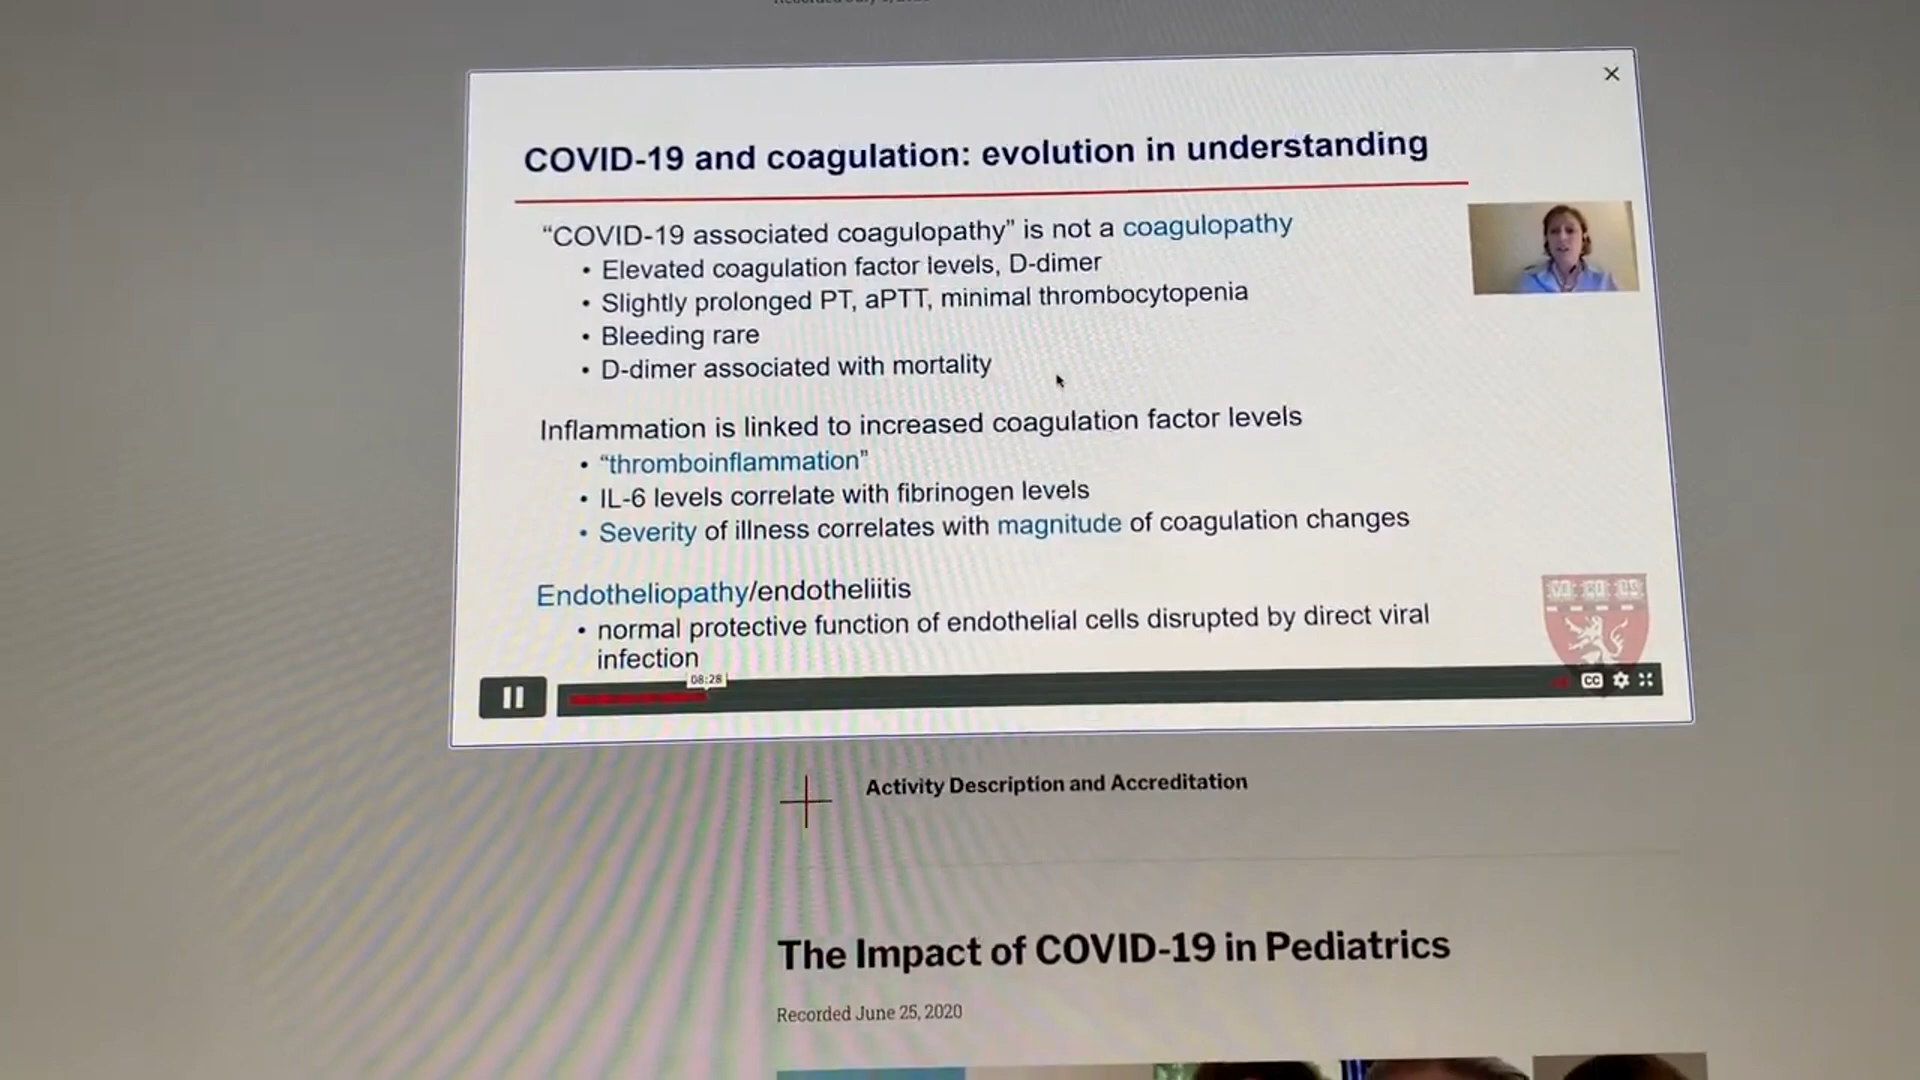 COVID-19 and coagulation: evolution in understanding
“COVID-19 associated coagulopathy” is not a coagulopathy
• Elevated coagulation factor levels, D-dimer
• Slightly prolonged PT, aPTT, minimal thrombocytopenia
• Bleeding rare
• D-dimer associated with mortality
Inflammation is linked to increased coagulation factor levels
• “thromboinflammation”
• IL-6 levels correlate with fibrinogen levels
• Severity of illness correlates with magnitude of coagulation changes
Endotheliopathy/endotheliitis
• normal protective function of endothelial cells disrupted by direct viral
infection
08:28
CC
Activity Description and Accreditation
The Impact of COVID-19 in Pediatrics
Recorded June 25, 2020